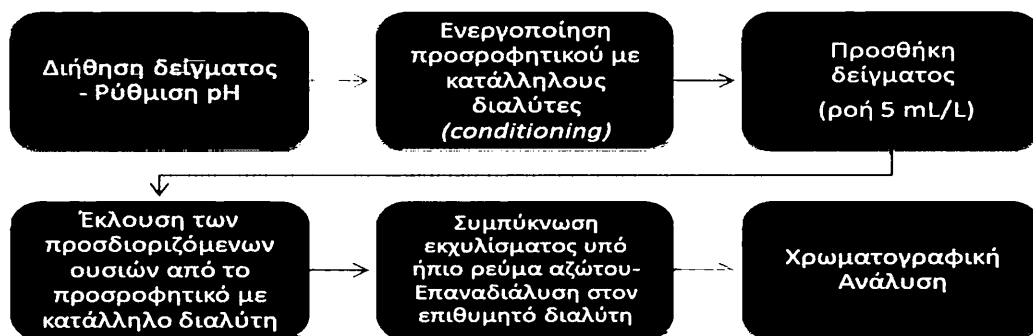 Διήθηση δείγματος
- Ρύθμιση pH
Ενεργοποίηση
προσροφητικού με
κατάλληλους
διαλύτες
(conditioning)
Προσθήκη
δείγματος
(ροή 5 mL/L)
Έκλουση των
προσδιοριζόμενων
ουσιών από το
προσροφητικό με
κατάλληλο διαλύτη
Συμπύκνωση
εκχυλίσματος υπό
ήπιο ρεύμα αζώτου-
Επαναδιάλυση στον
επιθυμητό διαλύτη
Χρωματογραφική
Ανάλυση